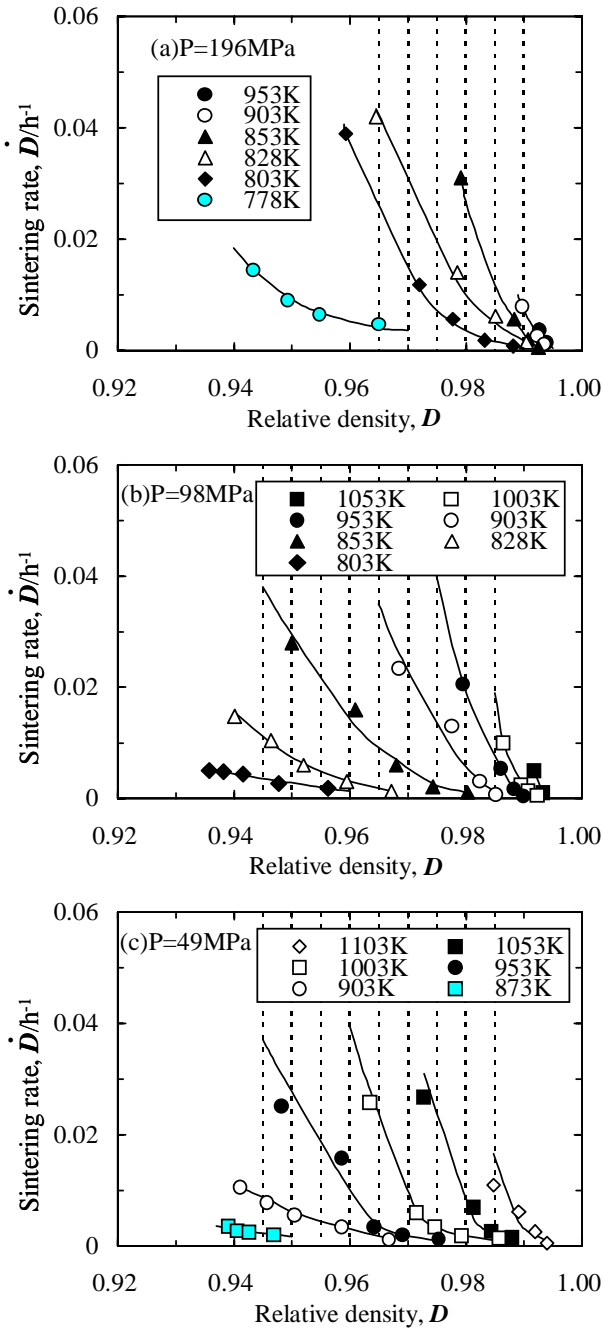 (a)P=196MPa
953K
903K
853K
828K
803K
778K
0.06
0.04
0.02
0
Sintering rate, Ḋ/h⁻¹
0.92 0.94 0.96 0.98 1.00
Relative density, D
(b)P=98MPa
1053K 1003K
953K 903K
853K 828K
803K
0.06
0.04
0.02
0
Sintering rate, Ḋ/h⁻¹
0.92 0.94 0.96 0.98 1.00
Relative density, D
(c)P=49MPa
1103K 1053K
1003K 953K
903K 873K
0.06
0.04
0.02
0
Sintering rate, Ḋ/h⁻¹
0.92 0.94 0.96 0.98 1.00
Relative density, D